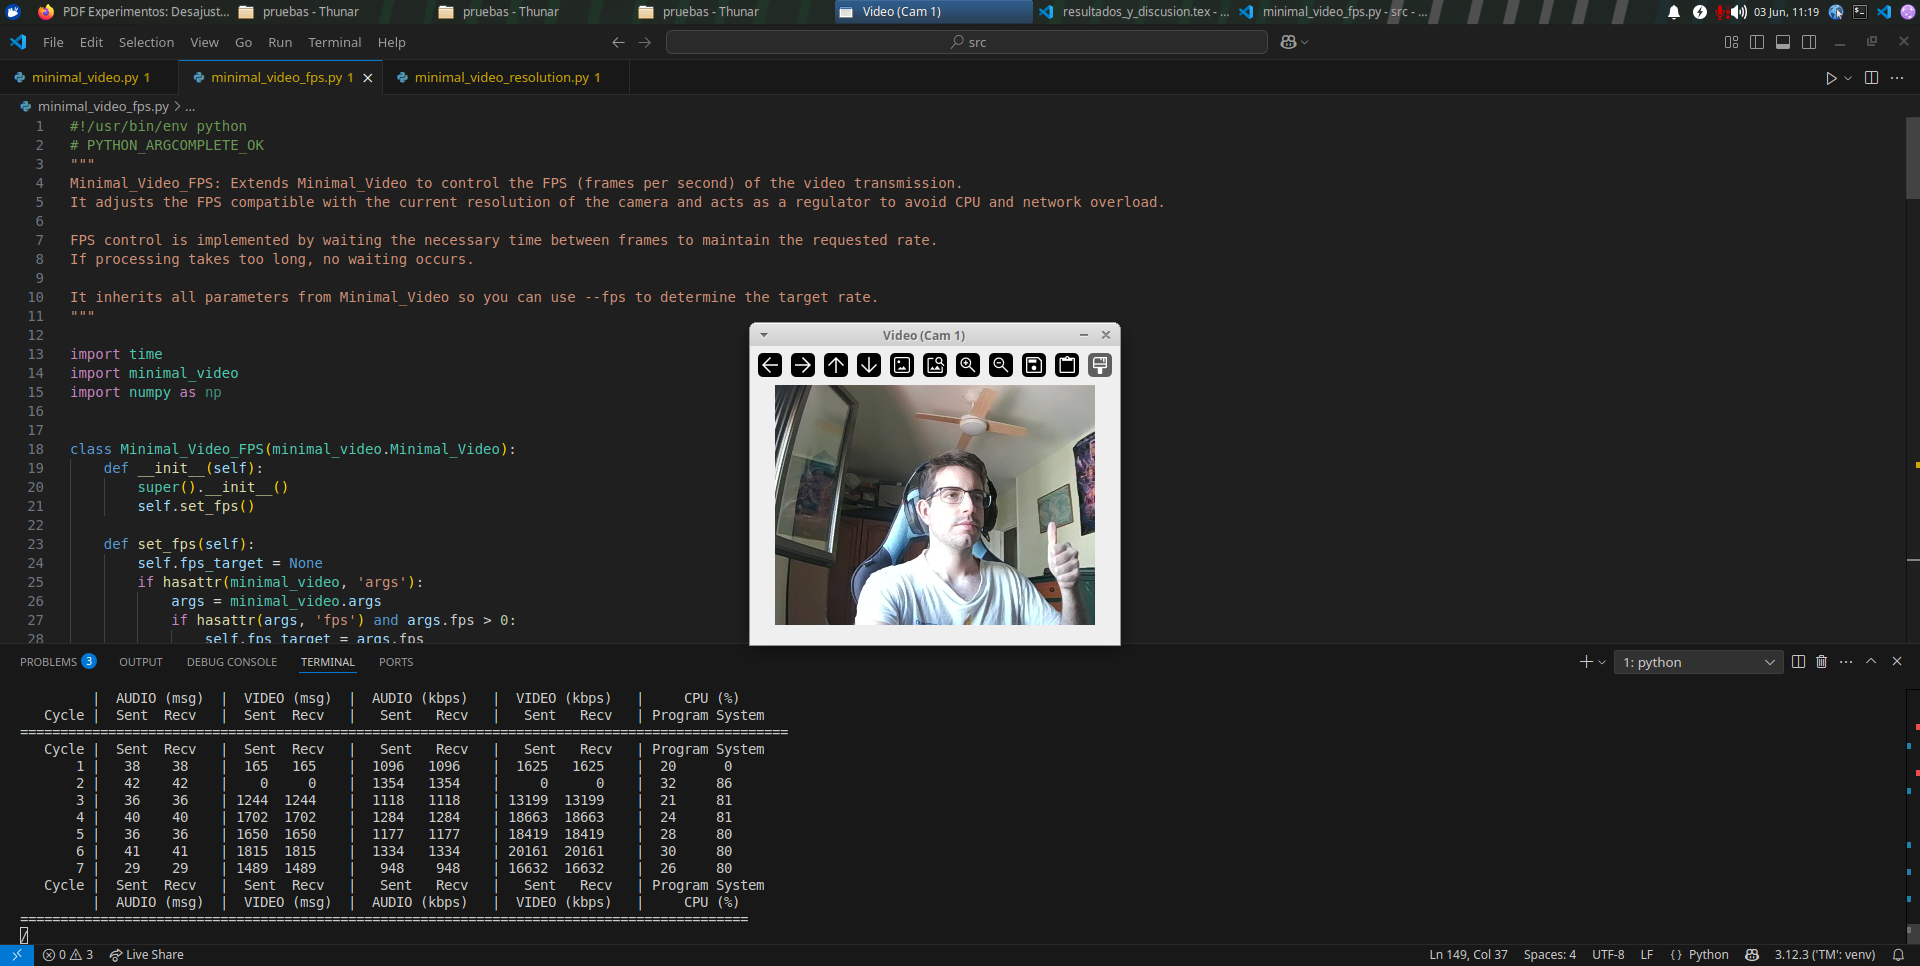 PDF Experimentos: Desajust... pruebas - Thunar pruebas - Thunar pruebas - Thunar Video (Cam 1) resultados_y_discusion.tex - ... minimal_video_fps.py - src - ... 03 Jun, 11:19
File Edit Selection View Go Run Terminal Help src
minimal_video.py 1 minimal_video_fps.py 1 minimal_video_resolution.py 1
minimal_video_fps.py > ...
1 #!/usr/bin/env python
2 # PYTHON_ARGCOMPLETE_OK
3 """
4 Minimal_Video_FPS: Extends Minimal_Video to control the FPS (frames per second) of the video transmission.
5 It adjusts the FPS compatible with the current resolution of the camera and acts as a regulator to avoid CPU and network overload.
6
7 FPS control is implemented by waiting the necessary time between frames to maintain the requested rate.
8 If processing takes too long, no waiting occurs.
9
10 It inherits all parameters from Minimal_Video so you can use --fps to determine the target rate.
11 """
12
13 import time
14 import minimal_video
15 import numpy as np
16
17
18 class Minimal_Video_FPS(minimal_video.Minimal_Video):
19 def __init__(self):
20 super().__init__()
21 self.set_fps()
22
23 def set_fps(self):
24 self.fps_target = None
25 if hasattr(minimal_video, 'args'):
26 args = minimal_video.args
27 if hasattr(args, 'fps') and args.fps > 0:
28 self.fps_target = args.fps
Video (Cam 1)
PROBLEMS 3 OUTPUT DEBUG CONSOLE TERMINAL PORTS 1: python
| AUDIO (msg) | VIDEO (msg) | AUDIO (kbps) | VIDEO (kbps) | CPU (%)
Cycle | Sent Recv | Sent Recv | Sent Recv | Sent Recv | Program System
================================================================================================
Cycle | Sent Recv | Sent Recv | Sent Recv | Sent Recv | Program System
1 | 38 38 | 165 165 | 1096 1096 | 1625 1625 | 20 0
2 | 42 42 | 0 0 | 1354 1354 | 0 0 | 32 86
3 | 36 36 | 1244 1244 | 1118 1118 | 13199 13199 | 21 81
4 | 40 40 | 1702 1702 | 1284 1284 | 18663 18663 | 24 81
5 | 36 36 | 1650 1650 | 1177 1177 | 18419 18419 | 28 80
6 | 41 41 | 1815 1815 | 1334 1334 | 20161 20161 | 30 80
7 | 29 29 | 1489 1489 | 948 948 | 16632 16632 | 26 80
Cycle | Sent Recv | Sent Recv | Sent Recv | Sent Recv | Program System
| AUDIO (msg) | VIDEO (msg) | AUDIO (kbps) | VIDEO (kbps) | CPU (%)
===========================================================================================
/
0 3 Live Share Ln 149, Col 37 Spaces: 4 UTF-8 LF { } Python 3.12.3 ('TM': venv)